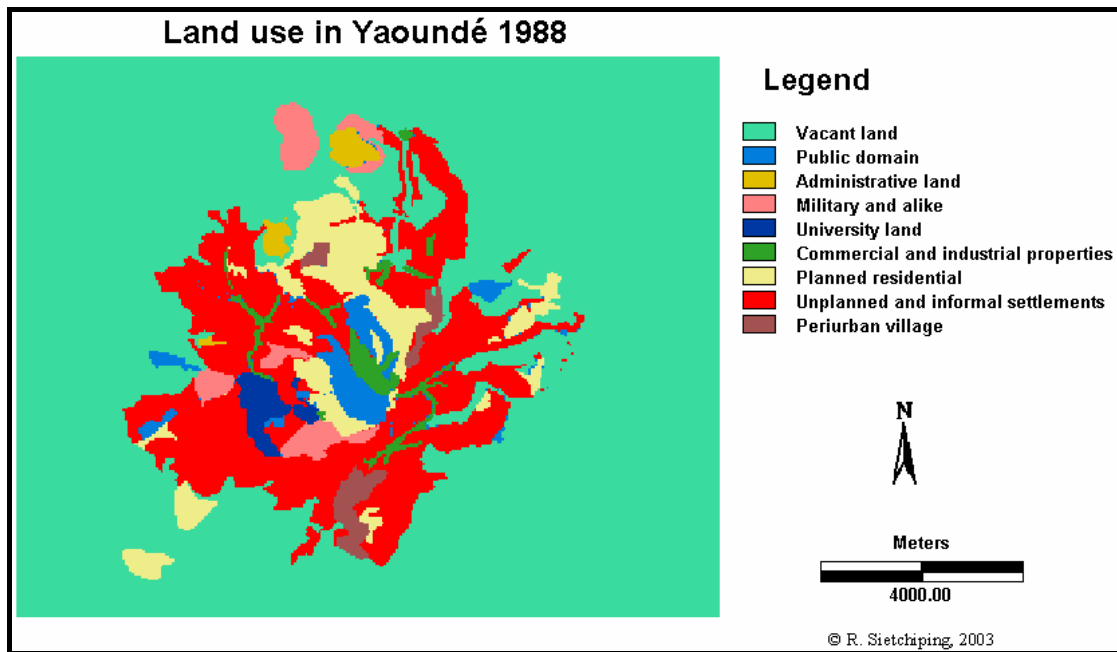 Land use in Yaoundé 1988
Legend
Vacant land
Public domain
Administrative land
Military and alike
University land
Commercial and industrial properties
Planned residential
Unplanned and informal settlements
Periurban village
N
Meters
4000.00
© R. Sietchiping, 2003